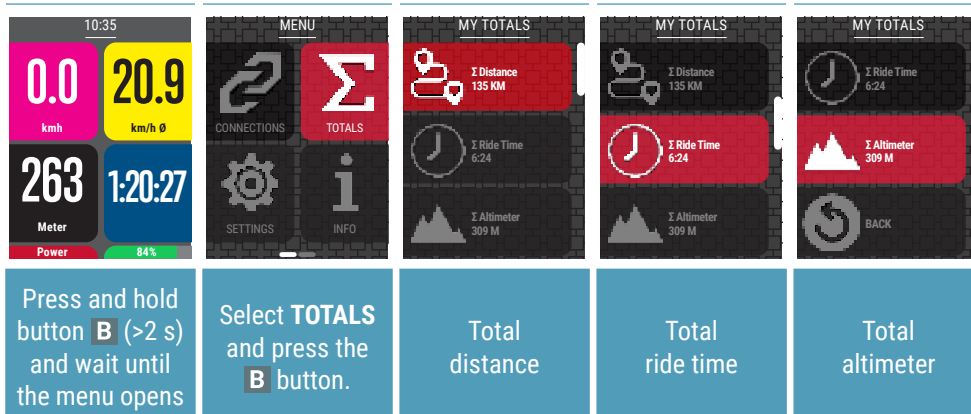 10:35
0.0
kmh
20.9
km/h Ø
263
Meter
1:20:27
Power
84%
Press and hold
button B (>2 s)
and wait until
the menu opens
MENU
CONNECTIONS
TOTALS
SETTINGS
INFO
Select TOTALS
and press the
B button.
MY TOTALS
Σ Distance
135 KM
Σ Ride Time
6:24
Σ Altimeter
309 M
Total
distance
MY TOTALS
Σ Distance
135 KM
Σ Ride Time
6:24
Σ Altimeter
309 M
Total
ride time
MY TOTALS
Σ Ride Time
6:24
Σ Altimeter
309 M
BACK
Total
altimeter